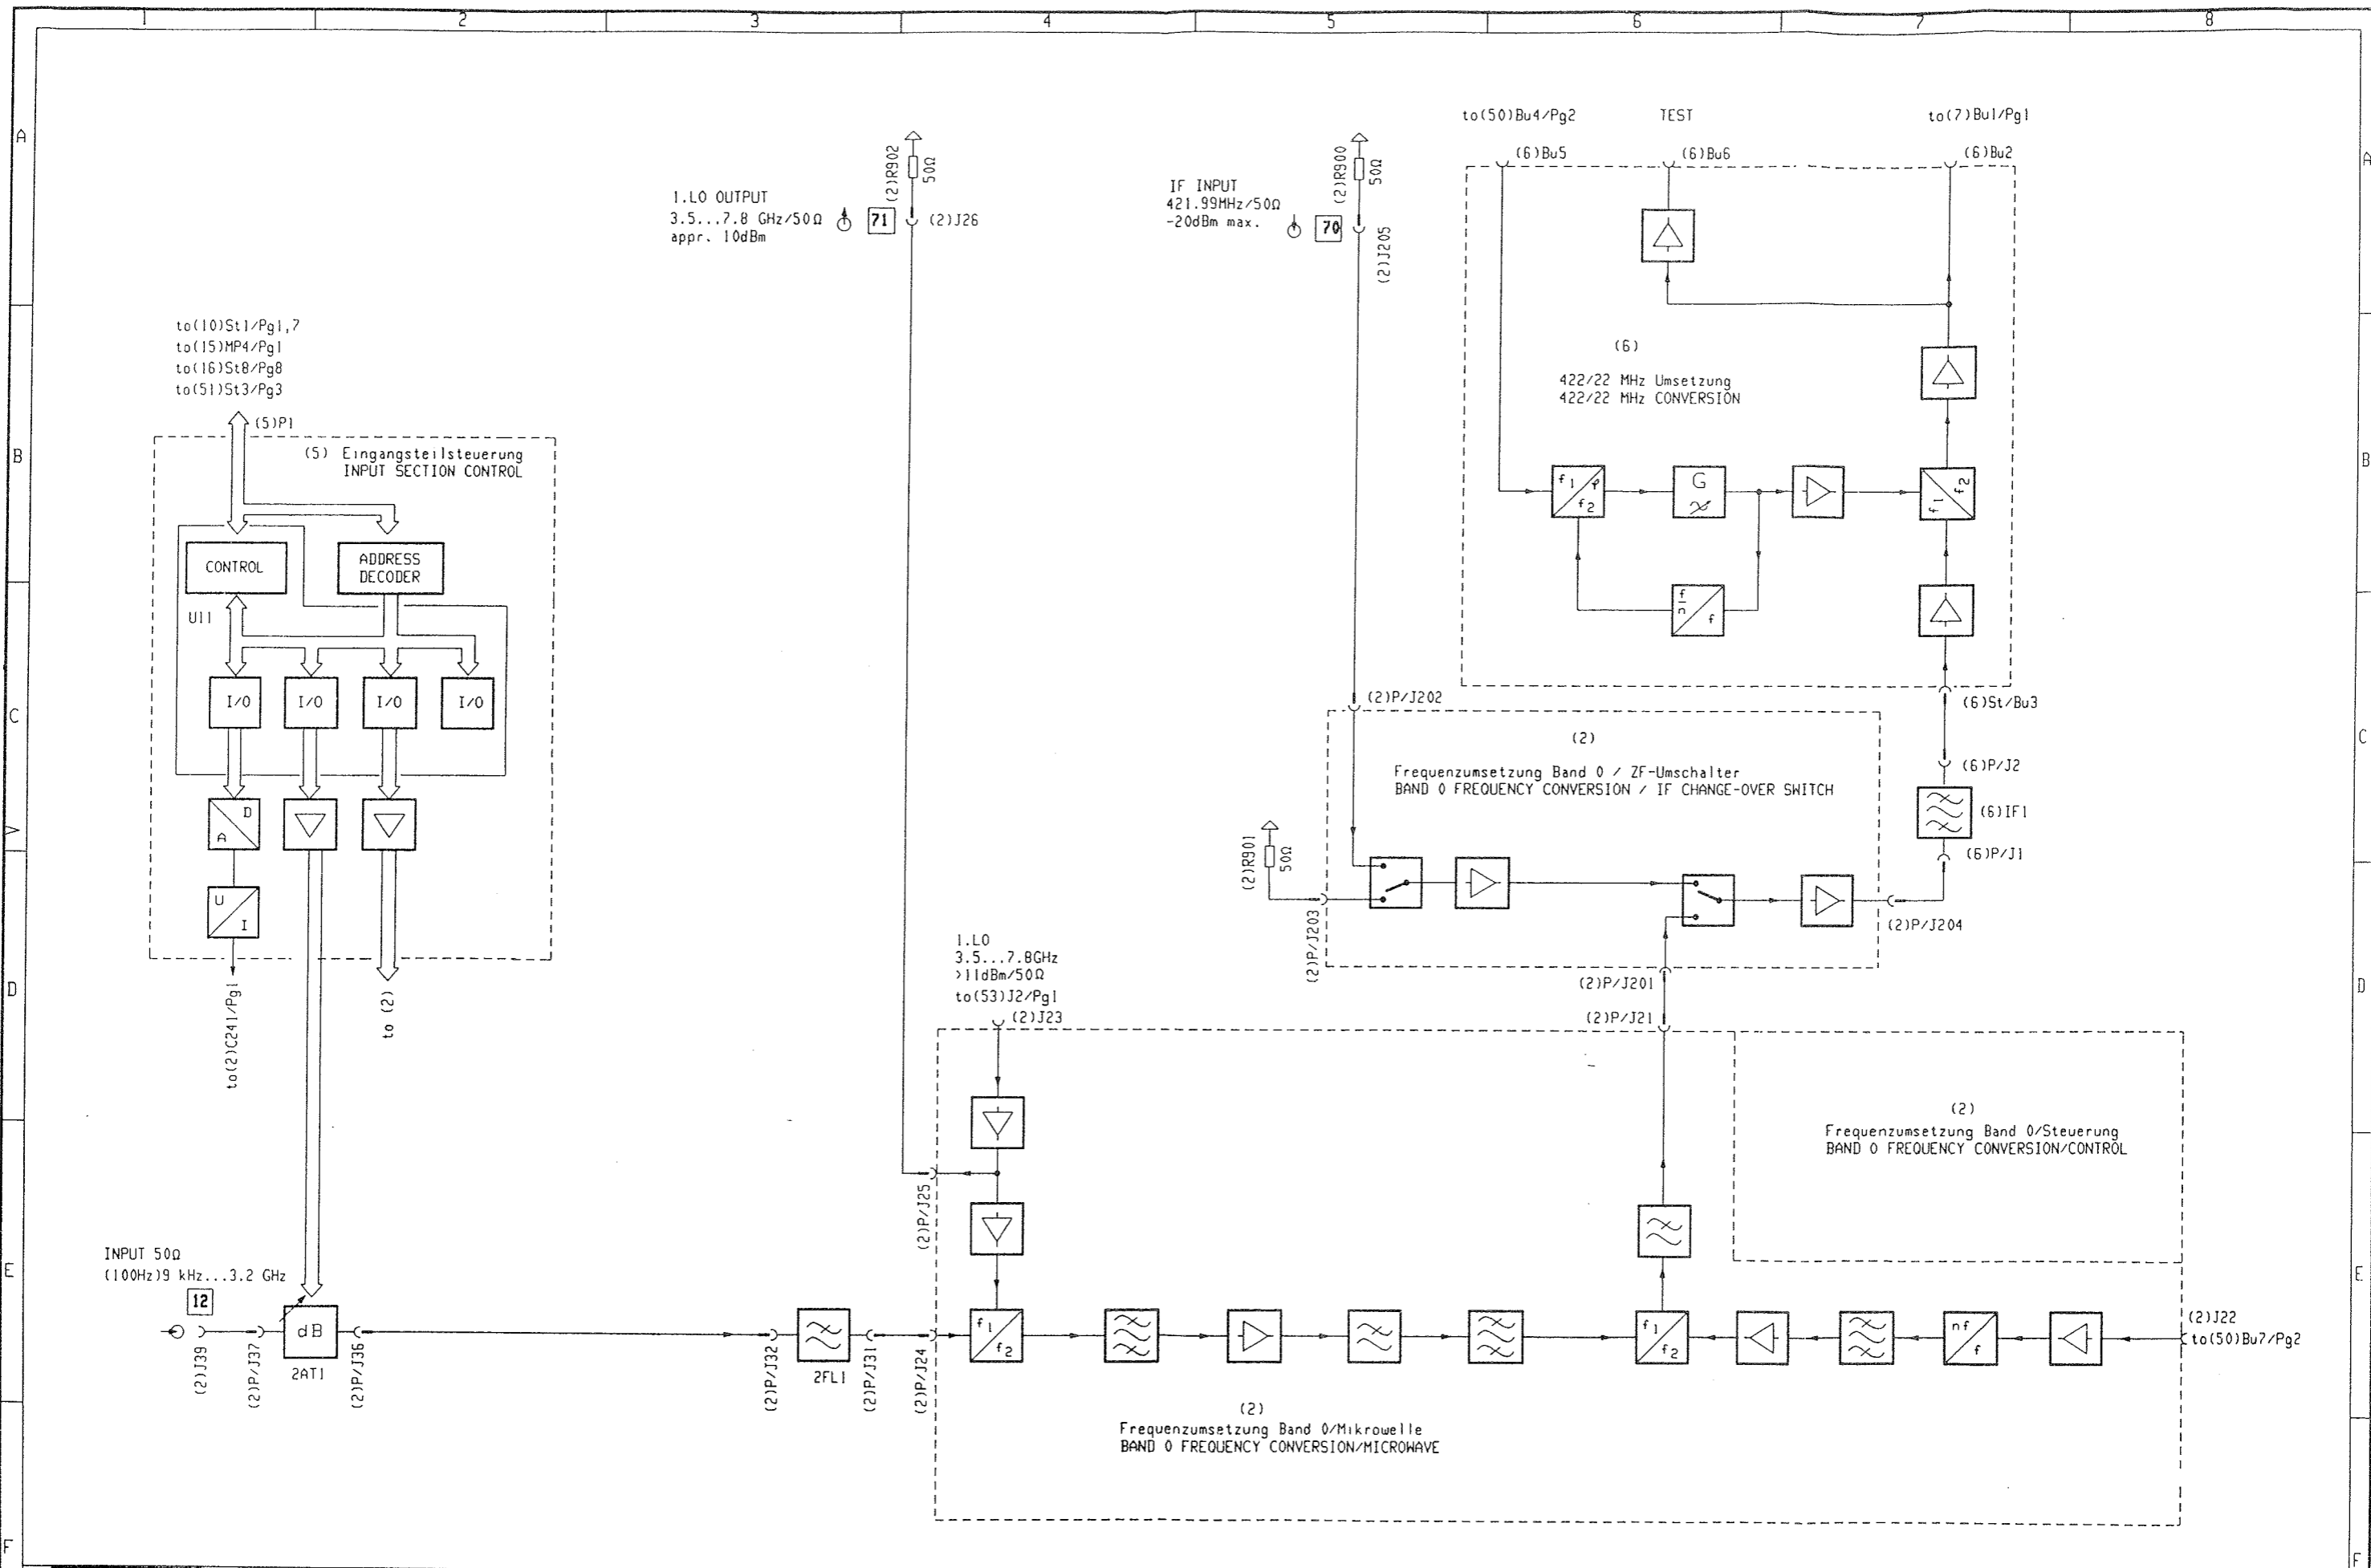 1 2 3 4 5 6 7 8
A
A
B
B
C
C
D
D
E
E
F
F
to(50)Bu4/Pg2
TEST
to(7)Bu1/Pg1
(6)Bu5
(6)Bu6
(6)Bu2
1.LO OUTPUT
3.5...7.8 GHz/50Ω
appr. 10dBm
71
(2)R902
50Ω
(2)J26
IF INPUT
421.99MHz/50Ω
-20dBm max.
70
(2)R900
50Ω
(2)J205
to(10)St1/Pg1,7
to(15)MP4/Pg1
to(16)St8/Pg8
to(51)St3/Pg3
(5)P1
(5) Eingangsteilsteuerung
INPUT SECTION CONTROL
CONTROL
ADDRESS
DECODER
U11
I/O
I/O
I/O
I/O
D
A
U
I
to(2)C241/Pg1
to (2)
(6)
422/22 MHz Umsetzung
422/22 MHz CONVERSION
f1
φ
f2
G
f1
f2
f
n
f
(6)St/Bu3
(6)P/J2
(6)IF1
(6)P/J1
(2)P/J202
(2)
Frequenzumsetzung Band 0 / ZF-Umschalter
BAND 0 FREQUENCY CONVERSION / IF CHANGE-OVER SWITCH
(2)R901
50Ω
(2)P/J203
(2)P/J204
(2)P/J201
(2)P/J21
1.LO
3.5...7.8GHz
>11dBm/50Ω
to(53)J2/Pg1
(2)J23
(2)P/J25
(2)
Frequenzumsetzung Band 0/Steuerung
BAND 0 FREQUENCY CONVERSION/CONTROL
INPUT 50Ω
(100Hz)9 kHz...3.2 GHz
12
(2)J39
(2)P/J37
dB
2AT1
(2)P/J36
(2)P/J32
2FL1
(2)P/J31
(2)P/J24
f1
f2
f1
f2
nf
f
(2)J22
to(50)Bu7/Pg2
(2)
Frequenzumsetzung Band 0/Mikrowelle
BAND 0 FREQUENCY CONVERSION/MICROWAVE